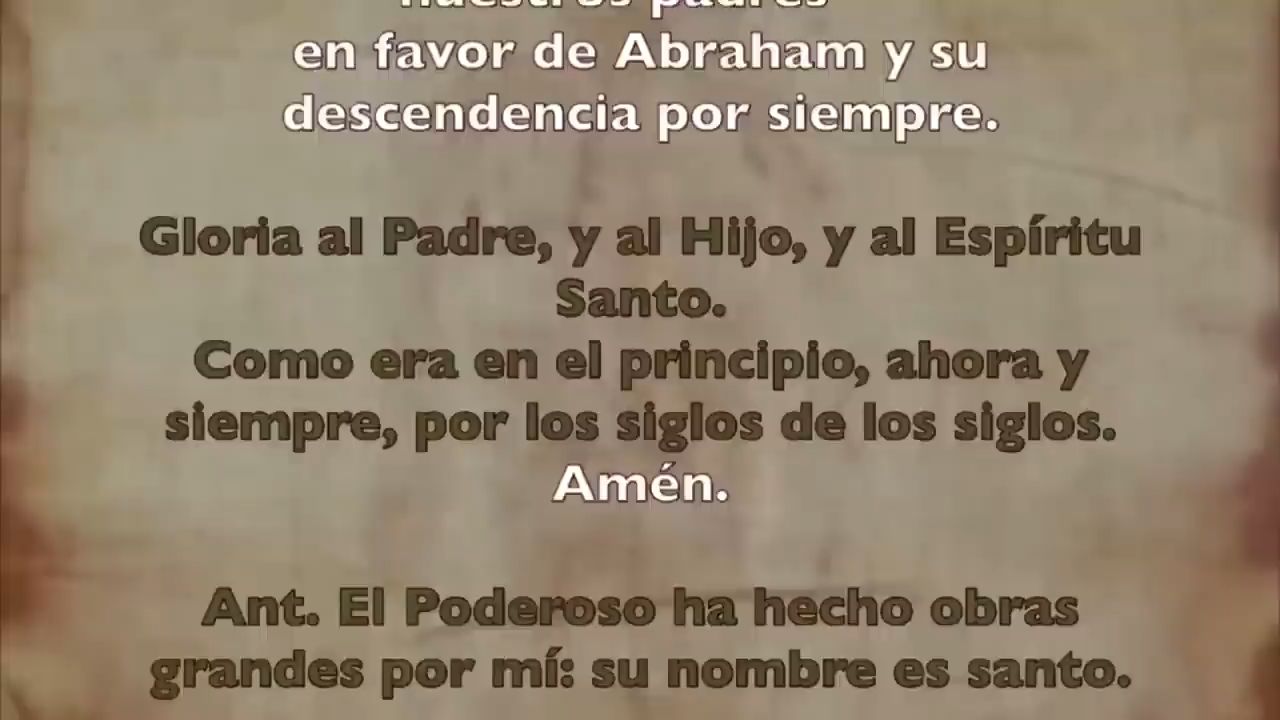 nuestros padres
en favor de Abraham y su
descendencia por siempre.
Gloria al Padre, y al Hijo, y al Espíritu
Santo.
Como era en el principio, ahora y
siempre, por los siglos de los siglos.
Amén.
Ant. El Poderoso ha hecho obras
grandes por mí: su nombre es santo.